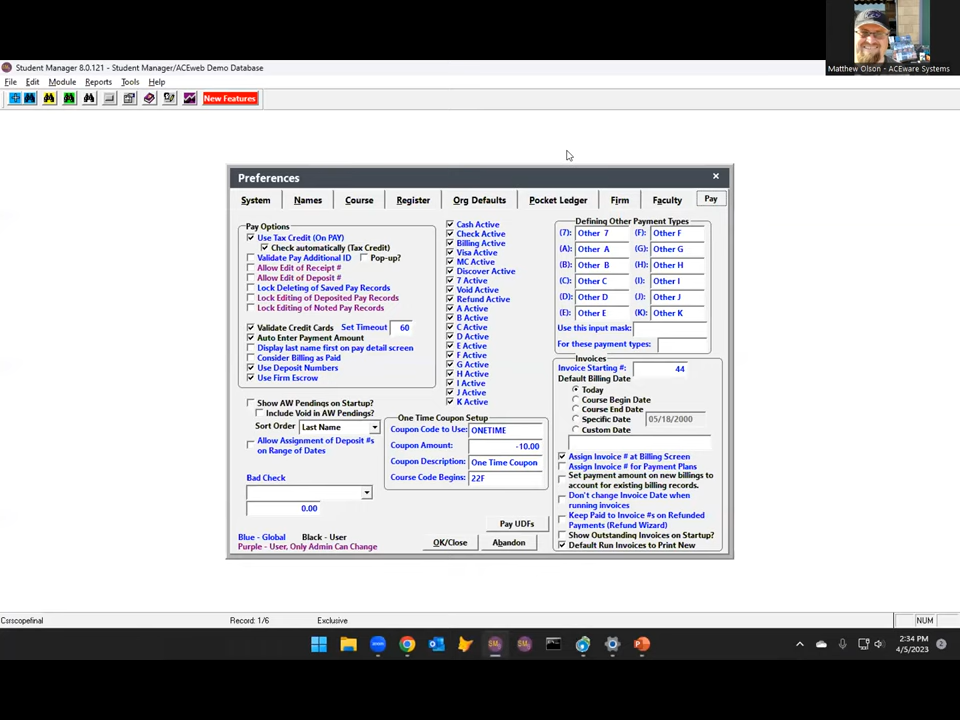 Matthew Olson - ACEware Systems
Student Manager 8.0.121 - Student Manager/ACEweb Demo Database
File Edit Module Reports Tools Help
New Features
Preferences
System Names Course Register Org Defaults Pocket Ledger Firm Faculty Pay
Pay Options
Use Tax Credit (On PAY)
Check automatically (Tax Credit)
Validate Pay Additional ID Pop-up?
Allow Edit of Receipt #
Allow Edit of Deposit #
Lock Deleting of Saved Pay Records
Lock Editing of Deposited Pay Records
Lock Editing of Noted Pay Records
Validate Credit Cards Set Timeout 60
Auto Enter Payment Amount
Display last name first on pay detail screen
Consider Billing as Paid
Use Deposit Numbers
Use Firm Escrow
Show AW Pendings on Startup?
Include Void in AW Pendings?
Sort Order Last Name
Allow Assignment of Deposit #s
on Range of Dates
Bad Check
0.00
Blue - Global Black - User
Purple - User, Only Admin Can Change
Cash Active
Check Active
Billing Active
Visa Active
MC Active
Discover Active
7 Active
Void Active
Refund Active
A Active
B Active
C Active
D Active
E Active
F Active
G Active
H Active
I Active
J Active
K Active
One Time Coupon Setup
Coupon Code to Use: ONETIME
Coupon Amount: -10.00
Coupon Description: One Time Coupon
Course Code Begins: 22F
Pay UDFs
OK/Close Abandon
Defining Other Payment Types
(7): Other 7 (F): Other F
(A): Other A (G): Other G
(B): Other B (H): Other H
(C): Other C (I): Other I
(D): Other D (J): Other J
(E): Other E (K): Other K
Use this input mask:
For these payment types:
Invoices
Invoice Starting #: 44
Default Billing Date
Today
Course Begin Date
Course End Date
Specific Date 05/18/2000
Custom Date
Assign Invoice # at Billing Screen
Assign Invoice # for Payment Plans
Set payment amount on new billings to
account for existing billing records.
Don't change Invoice Date when
running invoices
Keep Paid to Invoice #s on Refunded
Payments (Refund Wizard)
Show Outstanding Invoices on Startup?
Default Run Invoices to Print New
Csrscopefinal Record: 1/6 Exclusive NUM
2:34 PM
4/5/2023